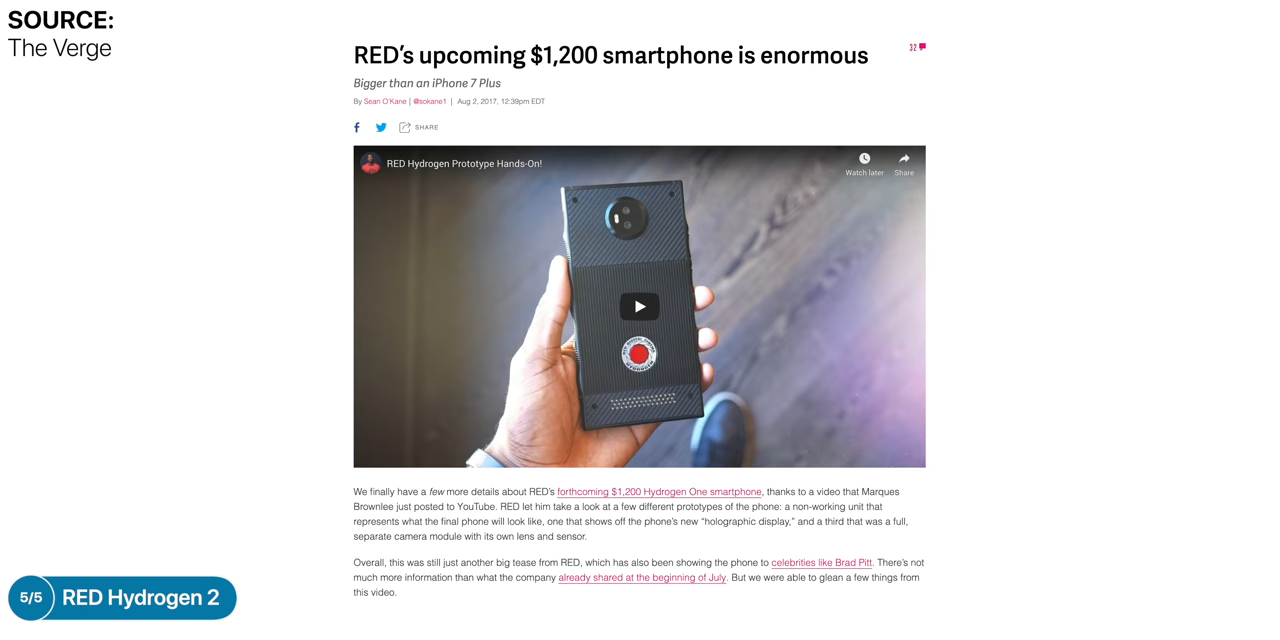 SOURCE:
The Verge
RED's upcoming $1,200 smartphone is enormous
32
Bigger than an iPhone 7 Plus
By Sean O'Kane | @sokane1 | Aug 2, 2017, 12:39pm EDT
SHARE
RED Hydrogen Prototype Hands-On!
Watch later
Share
We finally have a few more details about RED's forthcoming $1,200 Hydrogen One smartphone, thanks to a video that Marques
Brownlee just posted to YouTube. RED let him take a look at a few different prototypes of the phone: a non-working unit that
represents what the final phone will look like, one that shows off the phone's new “holographic display,” and a third that was a full,
separate camera module with its own lens and sensor.
Overall, this was still just another big tease from RED, which has also been showing the phone to celebrities like Brad Pitt. There's not
much more information than what the company already shared at the beginning of July. But we were able to glean a few things from
this video.
5/5
RED Hydrogen 2